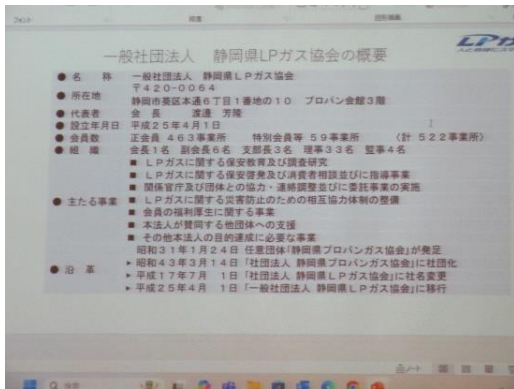 フォント
段落
図形編集
LPガ
一般社団法人 静岡県LPガス協会の概要
● 名 称 一般社団法人 静岡県LPガス協会
● 所在地 〒420-0064
静岡市葵区本通6丁目1番地の10 プロパン会館3階
● 代表者 会 長 渡邊 芳隆
● 設立年月日 平成25年4月1日
● 会員数 正会員 463事業所 特別会員等 59事業所 〈計 522事業所〉
● 組 織 会長1名 副会長6名 支部長3名 理事33名 監事4名
● 主たる事業
■ LPガスに関する保安教育及び調査研究
■ LPガスに関する保安啓発及び消費者相談並びに指導事業
■ 関係官庁及び団体との協力・連絡調整並びに委託事業の実施
■ LPガスに関する災害防止のための相互協力体制の整備
■ 会員の福利厚生に関する事業
■ 本法人が賛同する他団体への支援
■ その他本法人の目的達成に必要な事業
● 沿 革
昭和31年1月24日 任意団体「静岡県プロパンガス協会」が発足
▸ 昭和43年3月14日 「社団法人 静岡県プロパンガス協会」に社団化
▸ 平成17年7月 1日 「社団法人 静岡県LPガス協会」に社名変更
▸ 平成25年4月 1日 「一般社団法人 静岡県LPガス協会」に移行
ノート
検索